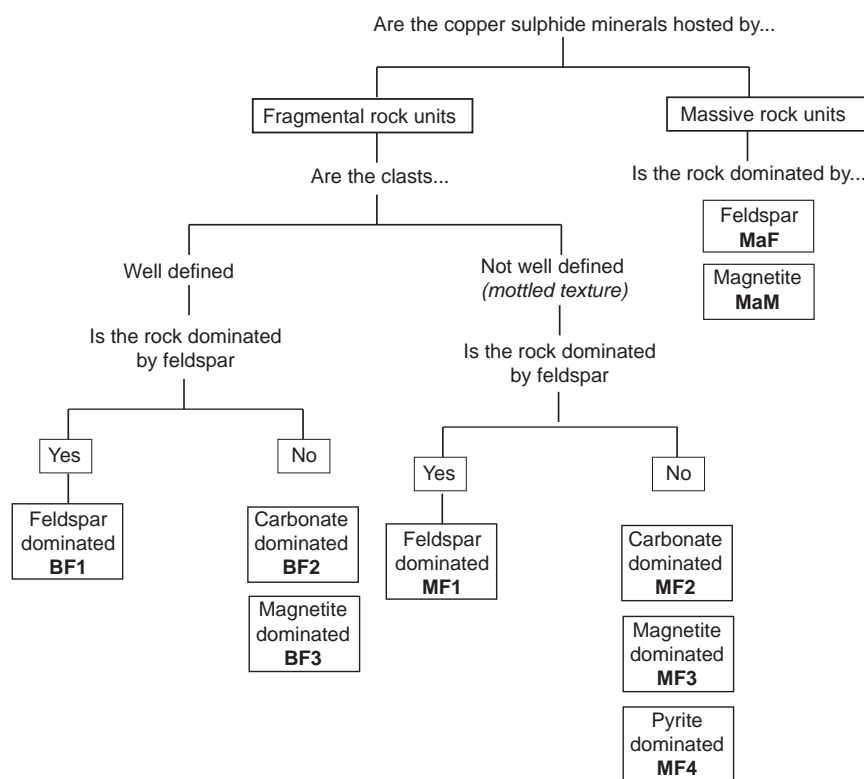 Are the copper sulphide minerals hosted by...
Fragmental rock units
Massive rock units
Are the clasts...
Is the rock dominated by...
Feldspar
MaF
Magnetite
MaM
Well defined
Not well defined
(mottled texture)
Is the rock dominated
by feldspar
Is the rock dominated
by feldspar
Yes
No
Yes
No
Feldspar
dominated
BF1
Carbonate
dominated
BF2
Magnetite
dominated
BF3
Feldspar
dominated
MF1
Carbonate
dominated
MF2
Magnetite
dominated
MF3
Pyrite
dominated
MF4